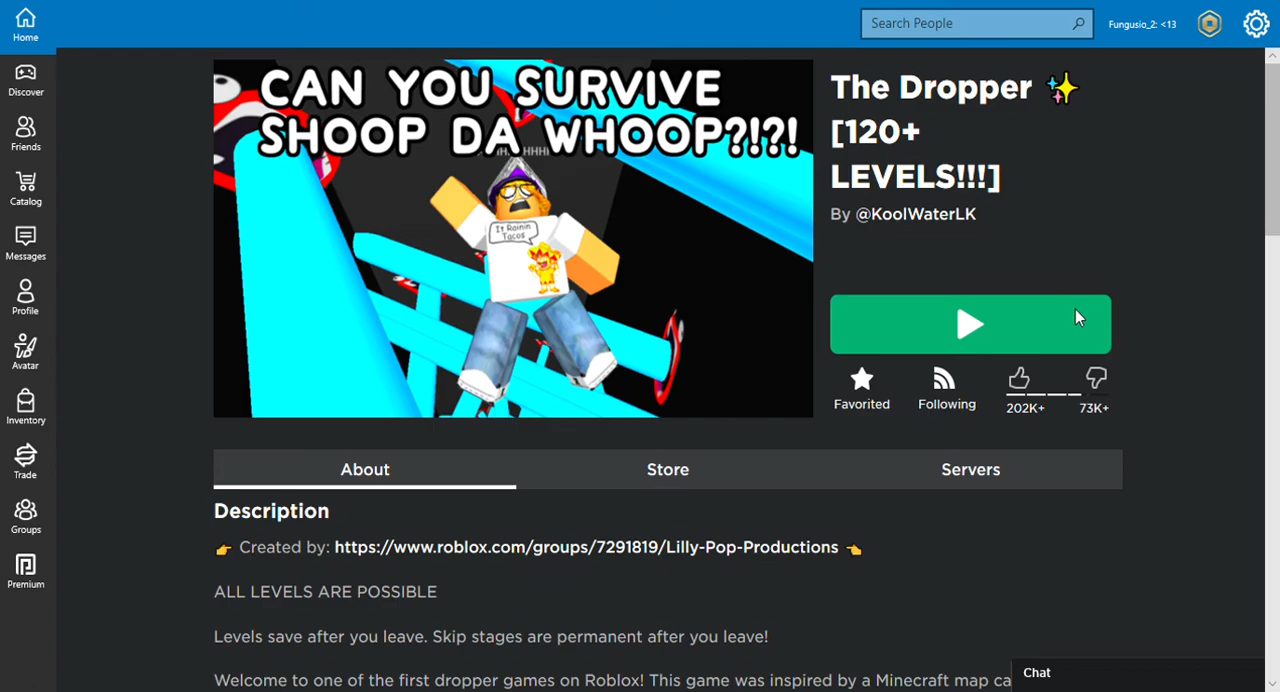 Home
Search People
Fungusio_2: <13
Discover
Friends
Catalog
Messages
Profile
Avatar
Inventory
Trade
Groups
Premium
CAN YOU SURVIVE
SHOOP DA WHOOP?!?!
It Rainin
Tacos
The Dropper ✨
[120+
LEVELS!!!]
By @KoolWaterLK
Favorited
Following
202K+
73K+
About
Store
Servers
Description
👉 Created by: https://www.roblox.com/groups/7291819/Lilly-Pop-Productions 👈
ALL LEVELS ARE POSSIBLE
Levels save after you leave. Skip stages are permanent after you leave!
Welcome to one of the first dropper games on Roblox! This game was inspired by a Minecraft map ca
Chat